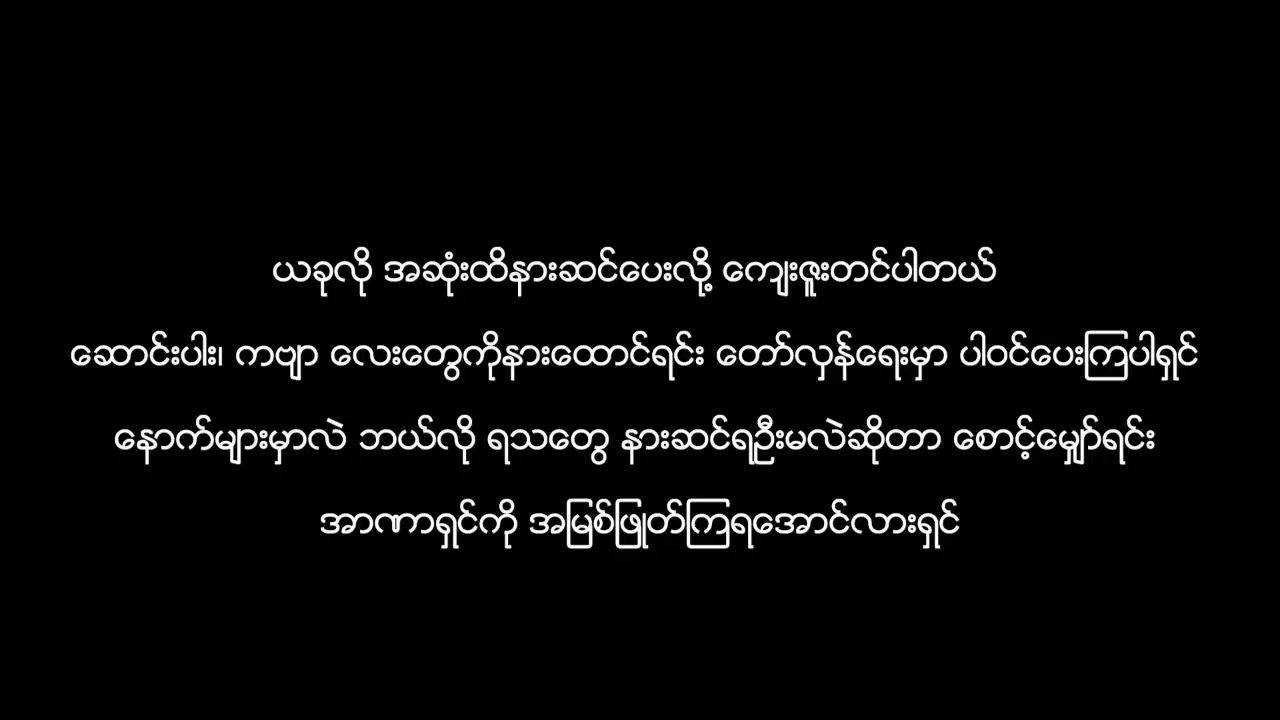 ယခုလို အဆုံးထိနားဆင်ပေးလို့ ကျေးဇူးတင်ပါတယ်
ဆောင်းပါး၊ ကဗျာ လေးတွေကိုနားထောင်ရင်း တော်လှန်ရေးမှာ ပါဝင်ပေးကြပါရှင်
နောက်များမှာလဲ ဘယ်လို ရသတွေ နားဆင်ရဦးမလဲဆိုတာ စောင့်မျှော်ရင်း
အာဏာရှင်ကို အမြစ်ဖြုတ်ကြရအောင်လားရှင်